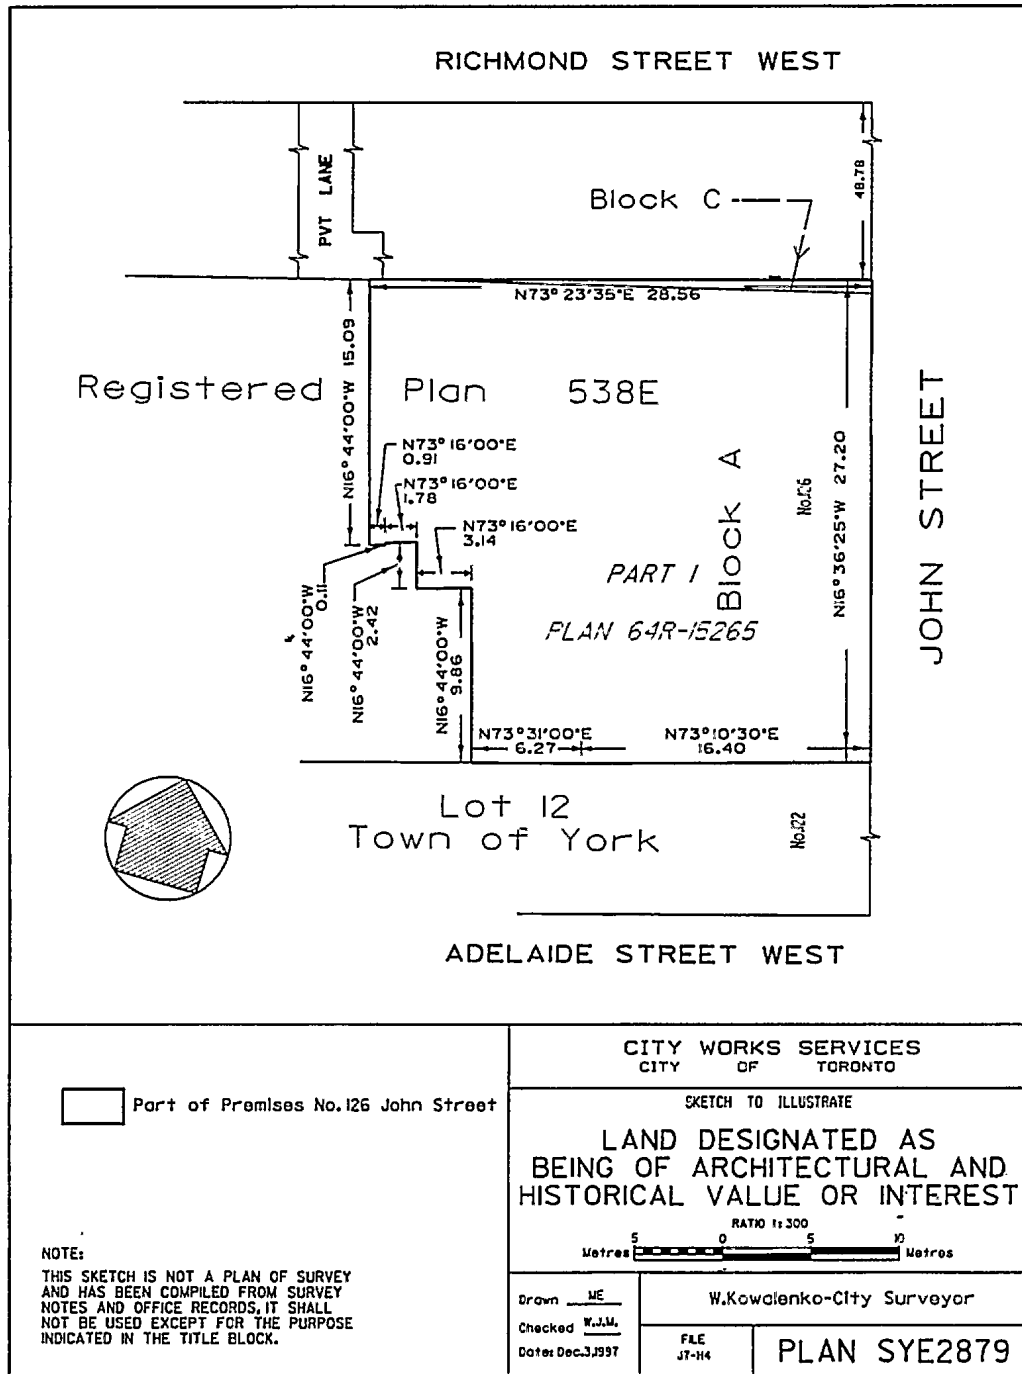 RICHMOND STREET WEST
PVT LANE
Block C
48.78
N73°23'35"E 28.56
N16°44'00"W 15.09
Registered Plan 538E
JOHN STREET
N73°16'00"E
0.91
N73°16'00"E
1.78
N73°16'00"E
3.14
Block A
No.126
N16°36'25"W 27.20
PART 1
PLAN 64R-15265
N16°44'00"W
0.11
N16°44'00"W
2.42
N16°44'00"W
9.86
N73°31'00"E
6.27
N73°10'30"E
16.40
Lot 12
Town of York
No.122
ADELAIDE STREET WEST
Part of Premises No.126 John Street
NOTE:
THIS SKETCH IS NOT A PLAN OF SURVEY
AND HAS BEEN COMPILED FROM SURVEY
NOTES AND OFFICE RECORDS, IT SHALL
NOT BE USED EXCEPT FOR THE PURPOSE
INDICATED IN THE TITLE BLOCK.
CITY WORKS SERVICES
CITY OF TORONTO
SKETCH TO ILLUSTRATE
LAND DESIGNATED AS
BEING OF ARCHITECTURAL AND
HISTORICAL VALUE OR INTEREST
RATIO 1:300
5 0 5 10
Metres Metres
Drawn ME
Checked W.J.M.
Date: Dec.3,1997
W.Kowalenko-City Surveyor
FILE
J7-H4
PLAN SYE2879